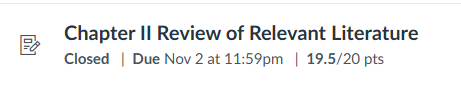 Chapter II Review of Relevant Literature
Closed | Due Nov 2 at 11:59pm | 19.5/20 pts